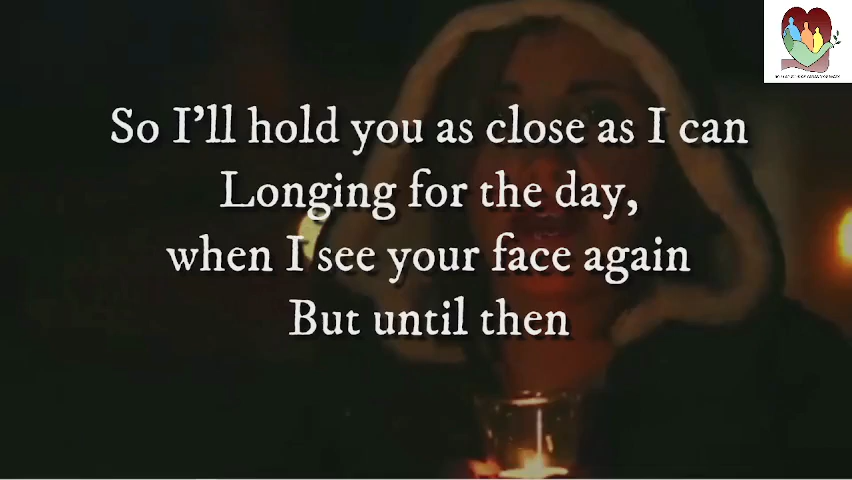 So I'll hold you as close as I can
Longing for the day,
when I see your face again
But until then